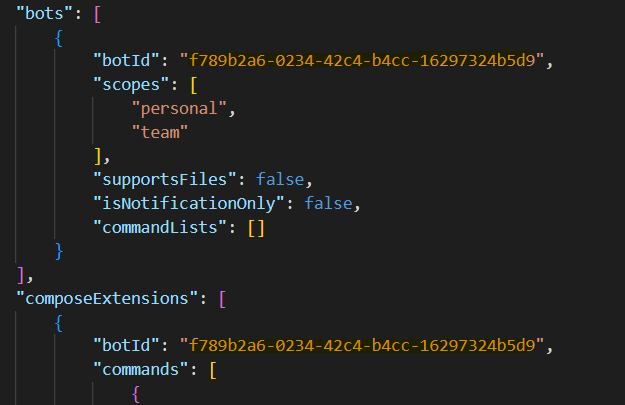 "bots": [
{
"botId": "f789b2a6-0234-42c4-b4cc-16297324b5d9",
"scopes": [
"personal",
"team"
],
"supportsFiles": false,
"isNotificationOnly": false,
"commandLists": []
}
],
"composeExtensions": [
{
"botId": "f789b2a6-0234-42c4-b4cc-16297324b5d9",
"commands": [
{